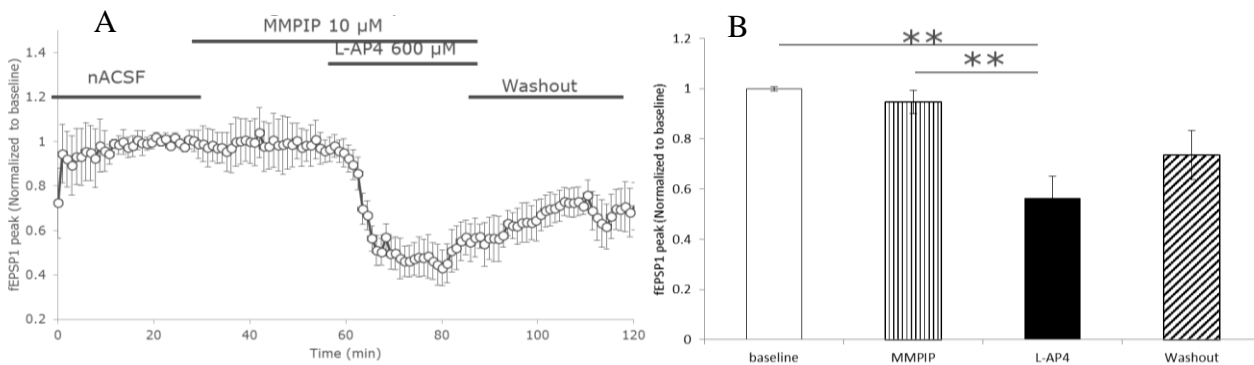 A
MMPIP 10 µM
L-AP4 600 µM
nACSF
Washout
fEPSP1 peak (Normalized to baseline)
1.4
1.2
1
0.8
0.6
0.4
0.2
0 20 40 60 80 100 120
Time (min)
B
**
**
fEPSP1 peak (Normalized to baseline)
1.2
1
0.8
0.6
0.4
0.2
0
baseline MMPIP L-AP4 Washout